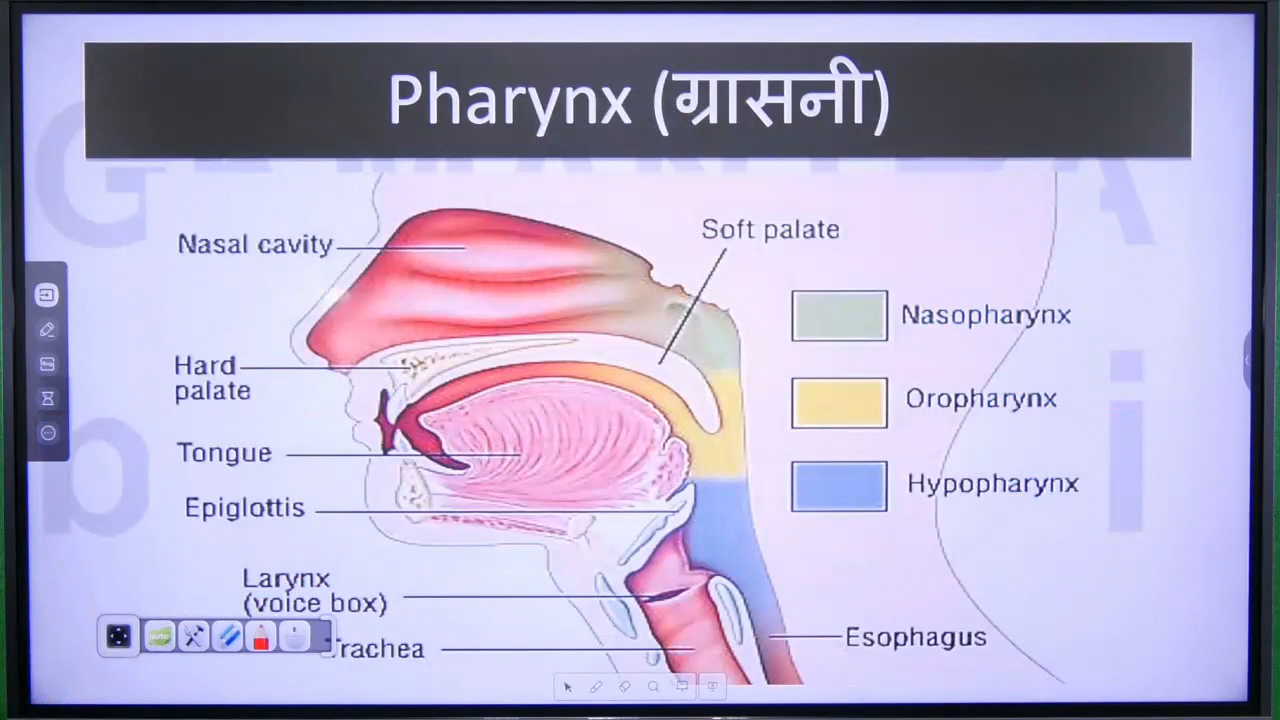 Pharynx (ग्रासनी)
Nasal cavity
Soft palate
Nasopharynx
Hard
palate
Oropharynx
Tongue
Hypopharynx
Epiglottis
Larynx
(voice box)
Trachea
Esophagus